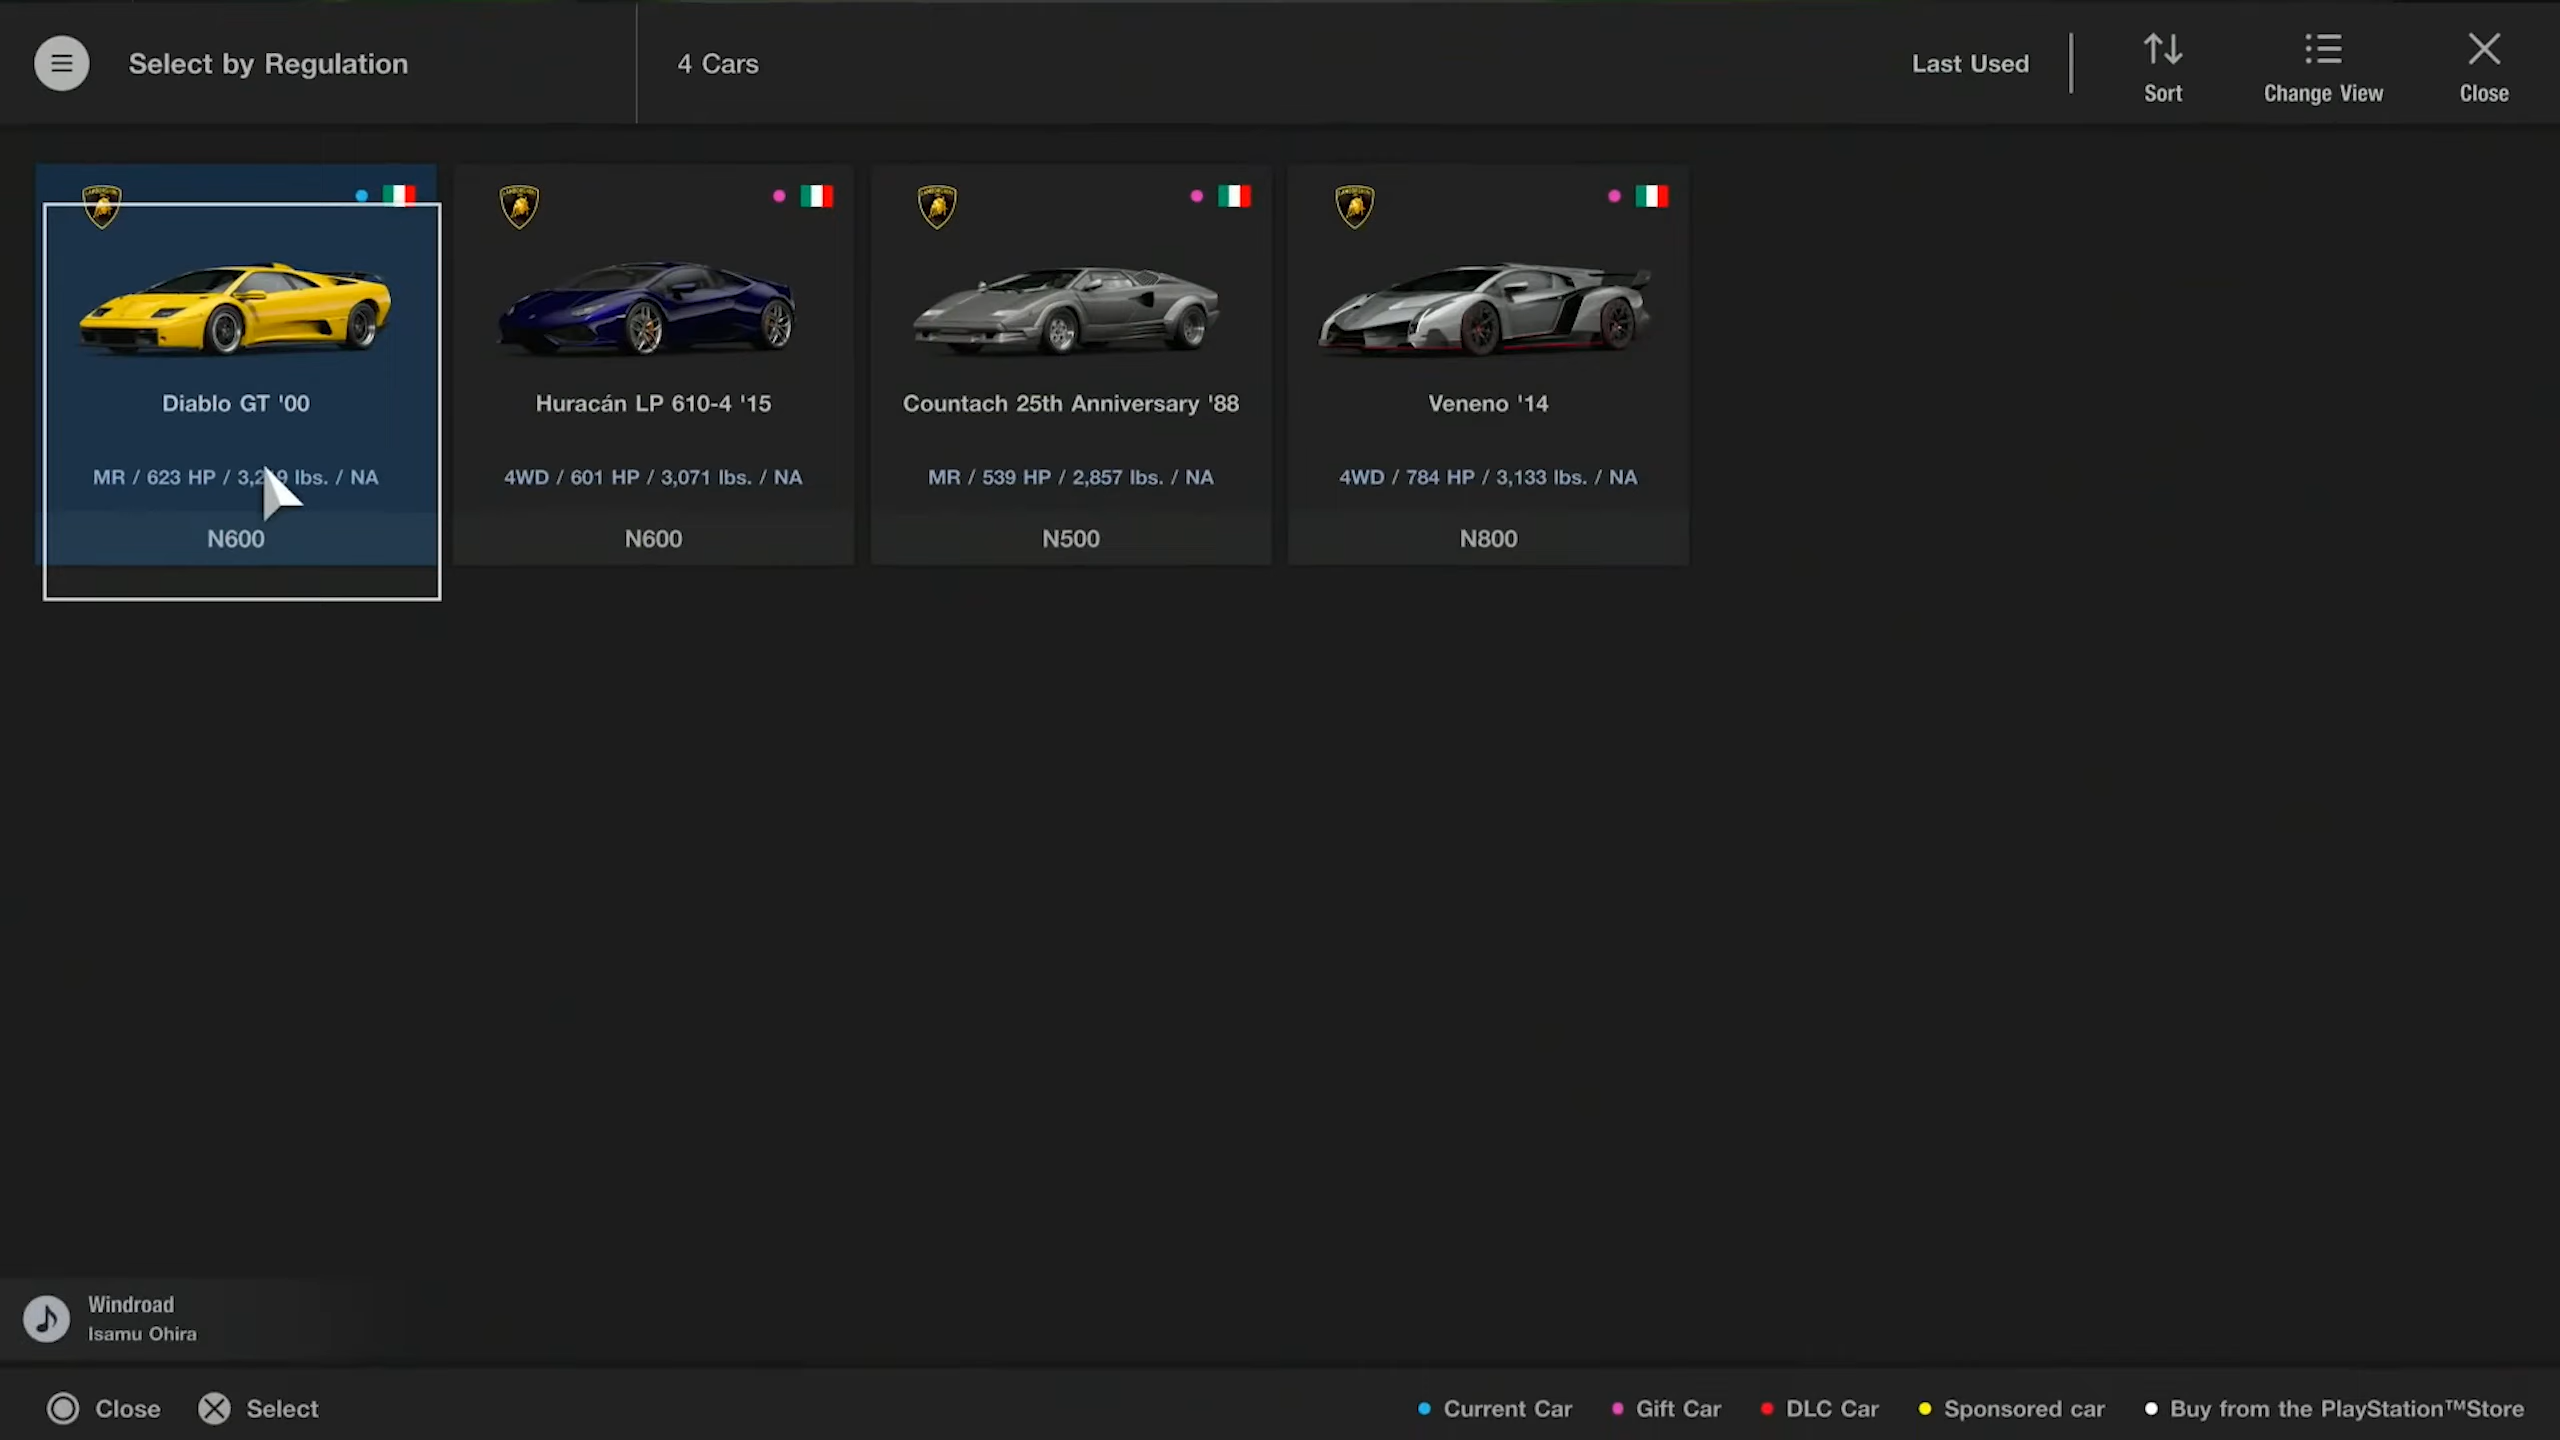 Select by Regulation
4 Cars
Last Used
Sort
Change View
Close
Diablo GT '00
MR / 623 HP / lbs. / NA
N600
Huracán LP 610-4 '15
4WD / 601 HP / 3,071 lbs. / NA
N600
Countach 25th Anniversary '88
MR / 539 HP / 2,857 lbs. / NA
N500
Veneno '14
4WD / 784 HP / 3,133 lbs. / NA
N800
Windroad
Isamu Ohira
Close
Select
Current Car
Gift Car
DLC Car
Sponsored car
Buy from the PlayStation™Store